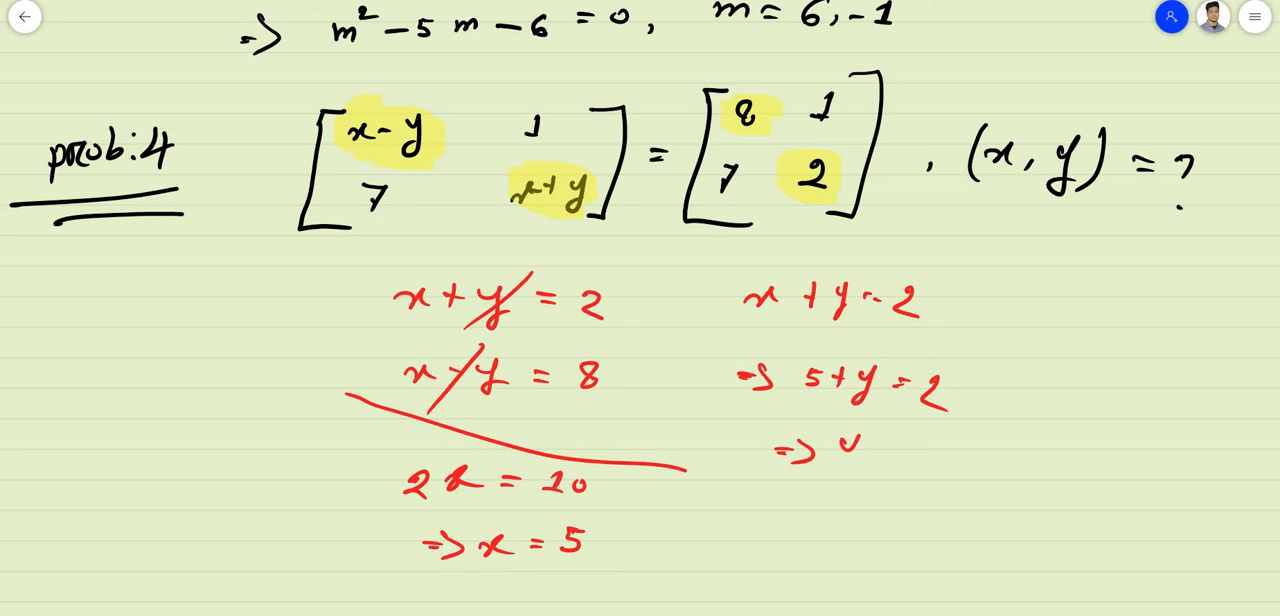 => m² - 5 m - 6 = 0, m = 6, -1
prob:4 [x - y 1 7 x + y] = [8 1 7 2], (x, y) = ?
x + y = 2
x - y = 8
2x = 10
=> x = 5
x + y = 2
=> 5 + y = 2
=>